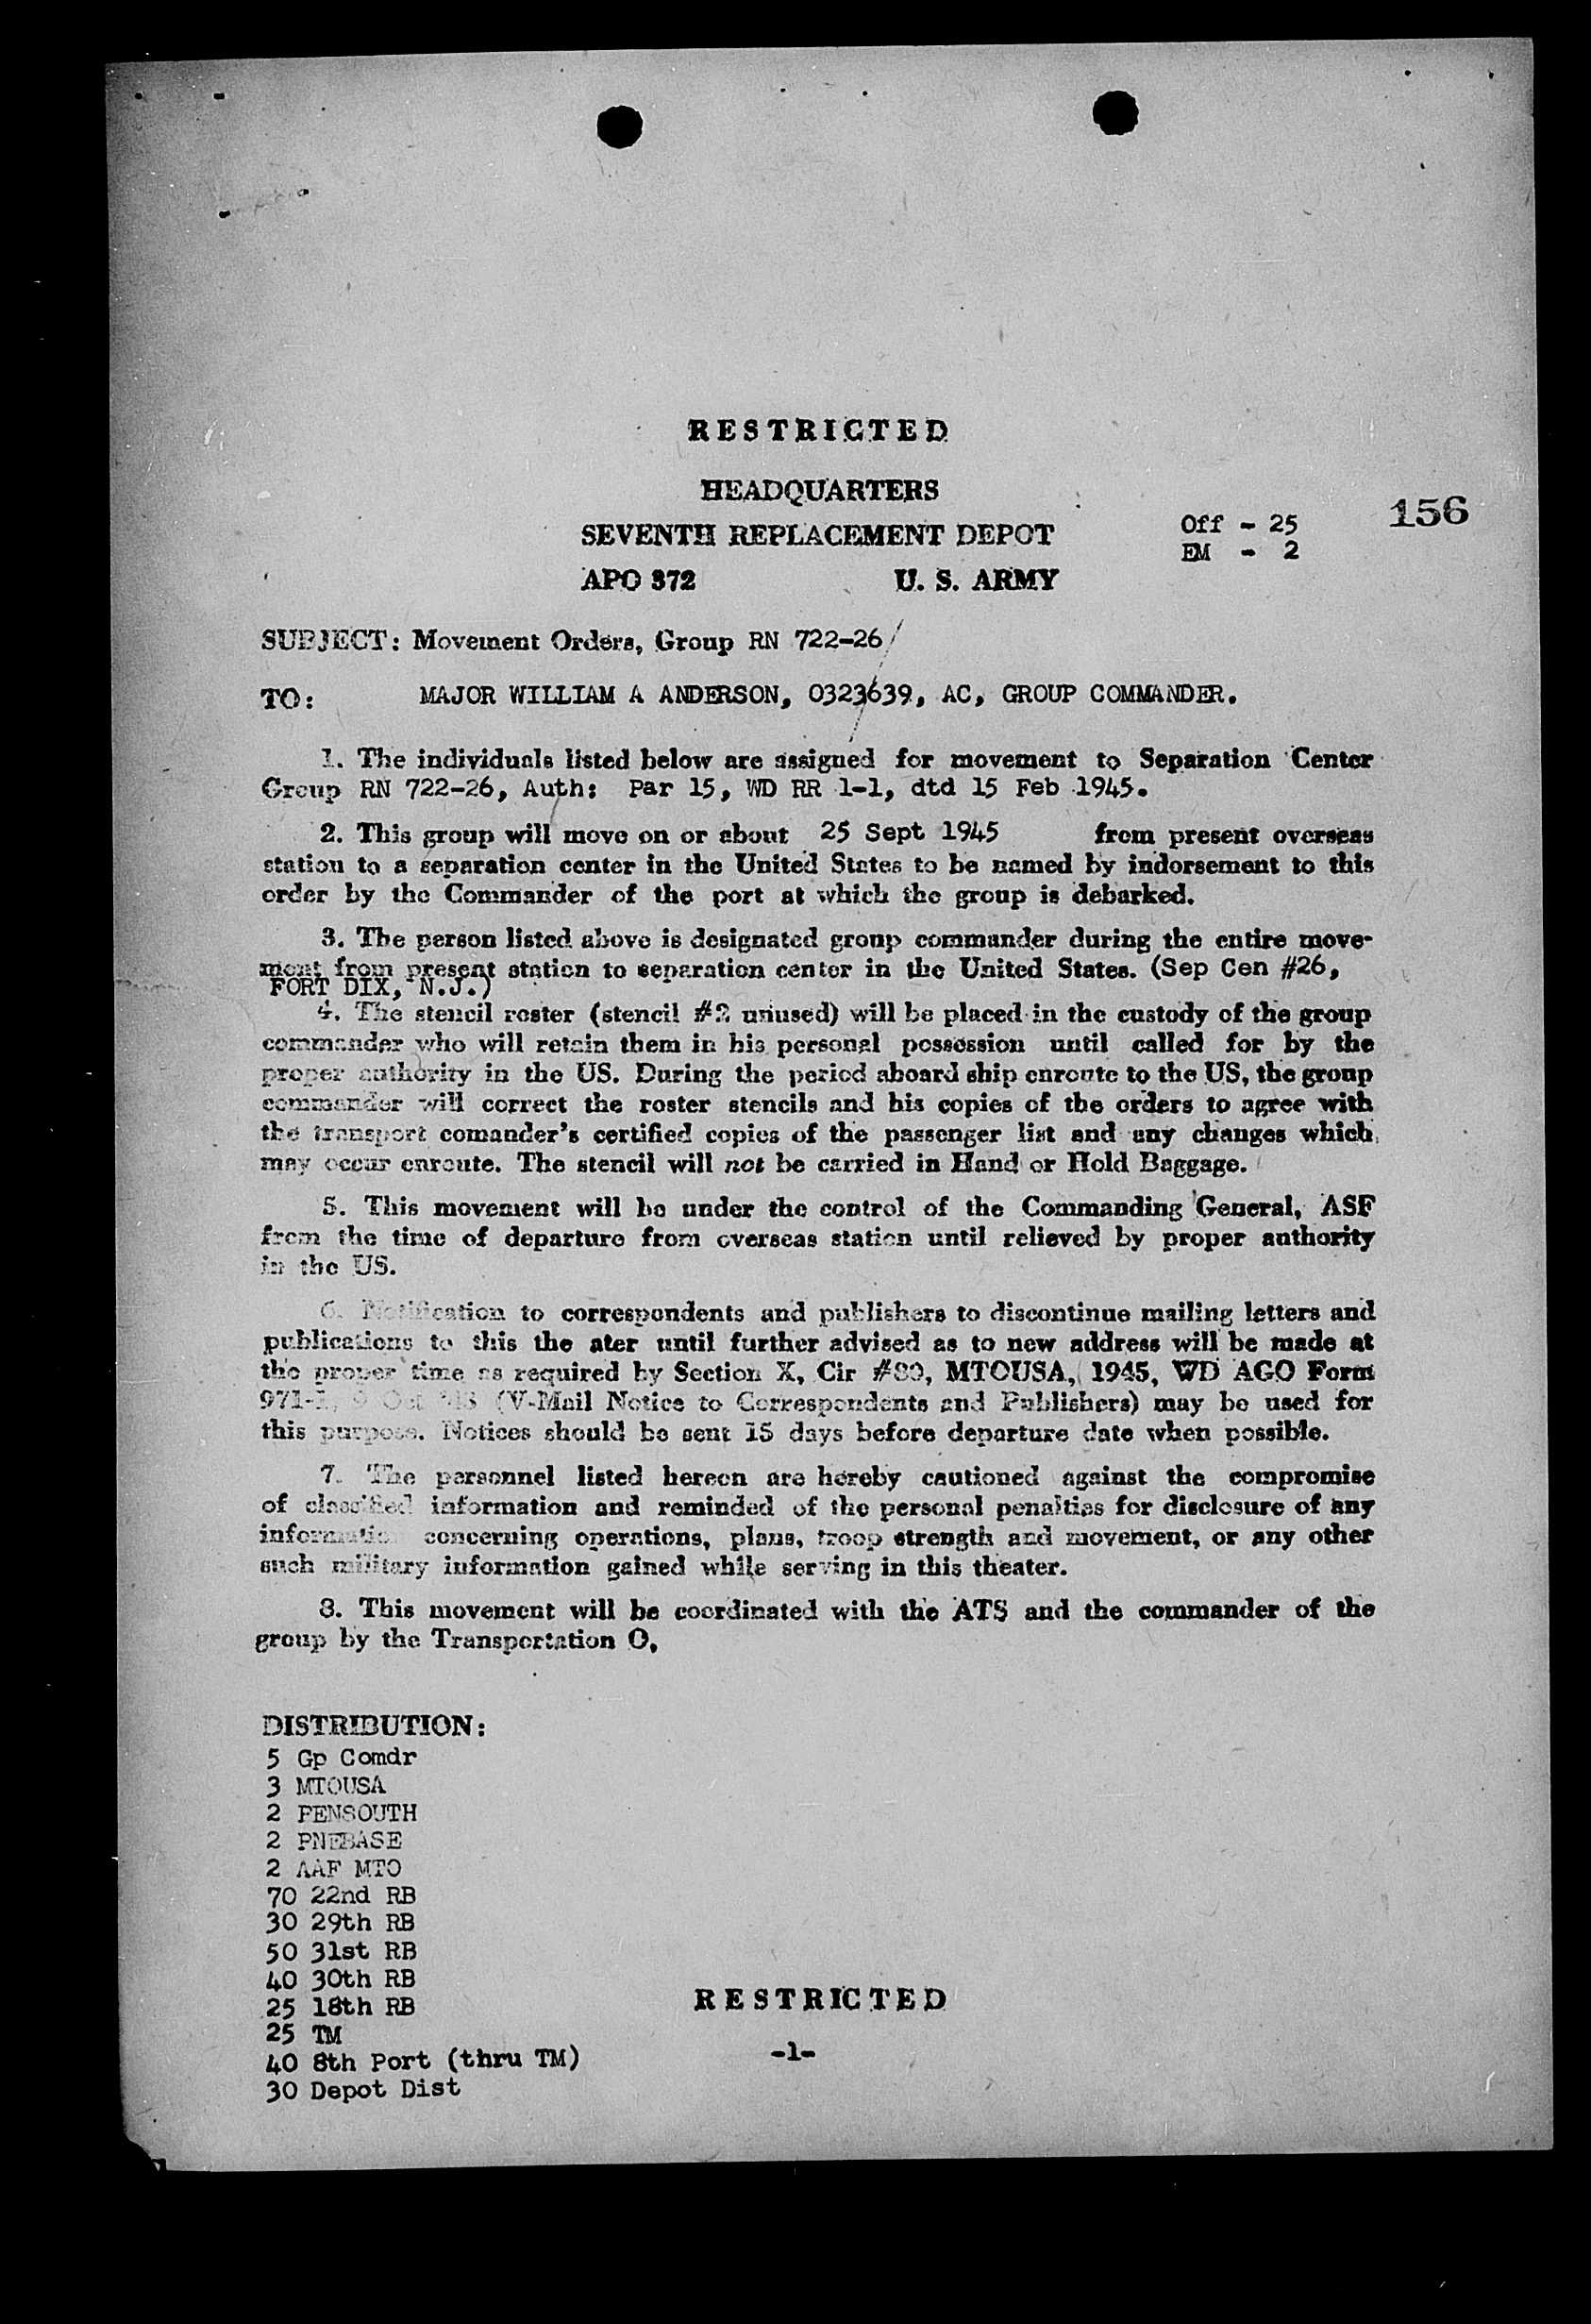 RESTRICTED
HEADQUARTERS
SEVENTH REPLACEMENT DEPOT
APO 372 U. S. ARMY
Off - 25
EM - 2
156
SUBJECT: Movement Orders, Group RN 722-26
TO: MAJOR WILLIAM A ANDERSON, O323639, AC, GROUP COMMANDER.
1. The individuals listed below are assigned for movement to Separation Center
Group RN 722-26, Auth: Par 15, WD RR 1-1, dtd 15 Feb 1945.
2. This group will move on or about 25 Sept 1945 from present overseas
station to a separation center in the United States to be named by indorsement to this
order by the Commander of the port at which the group is debarked.
3. The person listed above is designated group commander during the entire move-
ment from present station to separation center in the United States. (Sep Cen #26,
FORT DIX, N.J.)
4. The stencil roster (stencil #2 unused) will be placed in the custody of the group
commander who will retain them in his personal possession until called for by the
proper authority in the US. During the period aboard ship enroute to the US, the group
commander will correct the roster stencils and his copies of the orders to agree with
the transport comander's certified copies of the passenger list and any changes which
may occur enroute. The stencil will not be carried in Hand or Hold Baggage.
5. This movement will be under the control of the Commanding General, ASF
from the time of departure from overseas station until relieved by proper authority
in the US.
6. Notification to correspondents and publishers to discontinue mailing letters and
publications to this the ater until further advised as to new address will be made at
the proper time as required by Section X, Cir #80, MTOUSA, 1945, WD AGO Form
971-1, 9 Oct (V-Mail Notice to Correspondents and Publishers) may be used for
this purpose. Notices should be sent 15 days before departure date when possible.
7. The personnel listed hereon are hereby cautioned against the compromise
of classified information and reminded of the personal penalties for disclosure of any
information concerning operations, plans, troop strength and movement, or any other
such military information gained while serving in this theater.
8. This movement will be coordinated with the ATS and the commander of the
group by the Transportation O,
DISTRIBUTION:
5 Gp Comdr
3 MTOUSA
2 PENSOUTH
2 PNEBASE
2 AAF MTO
70 22nd RB
30 29th RB
50 31st RB
40 30th RB
25 18th RB
25 TM
40 8th Port (thru TM)
30 Depot Dist
RESTRICTED
-1-